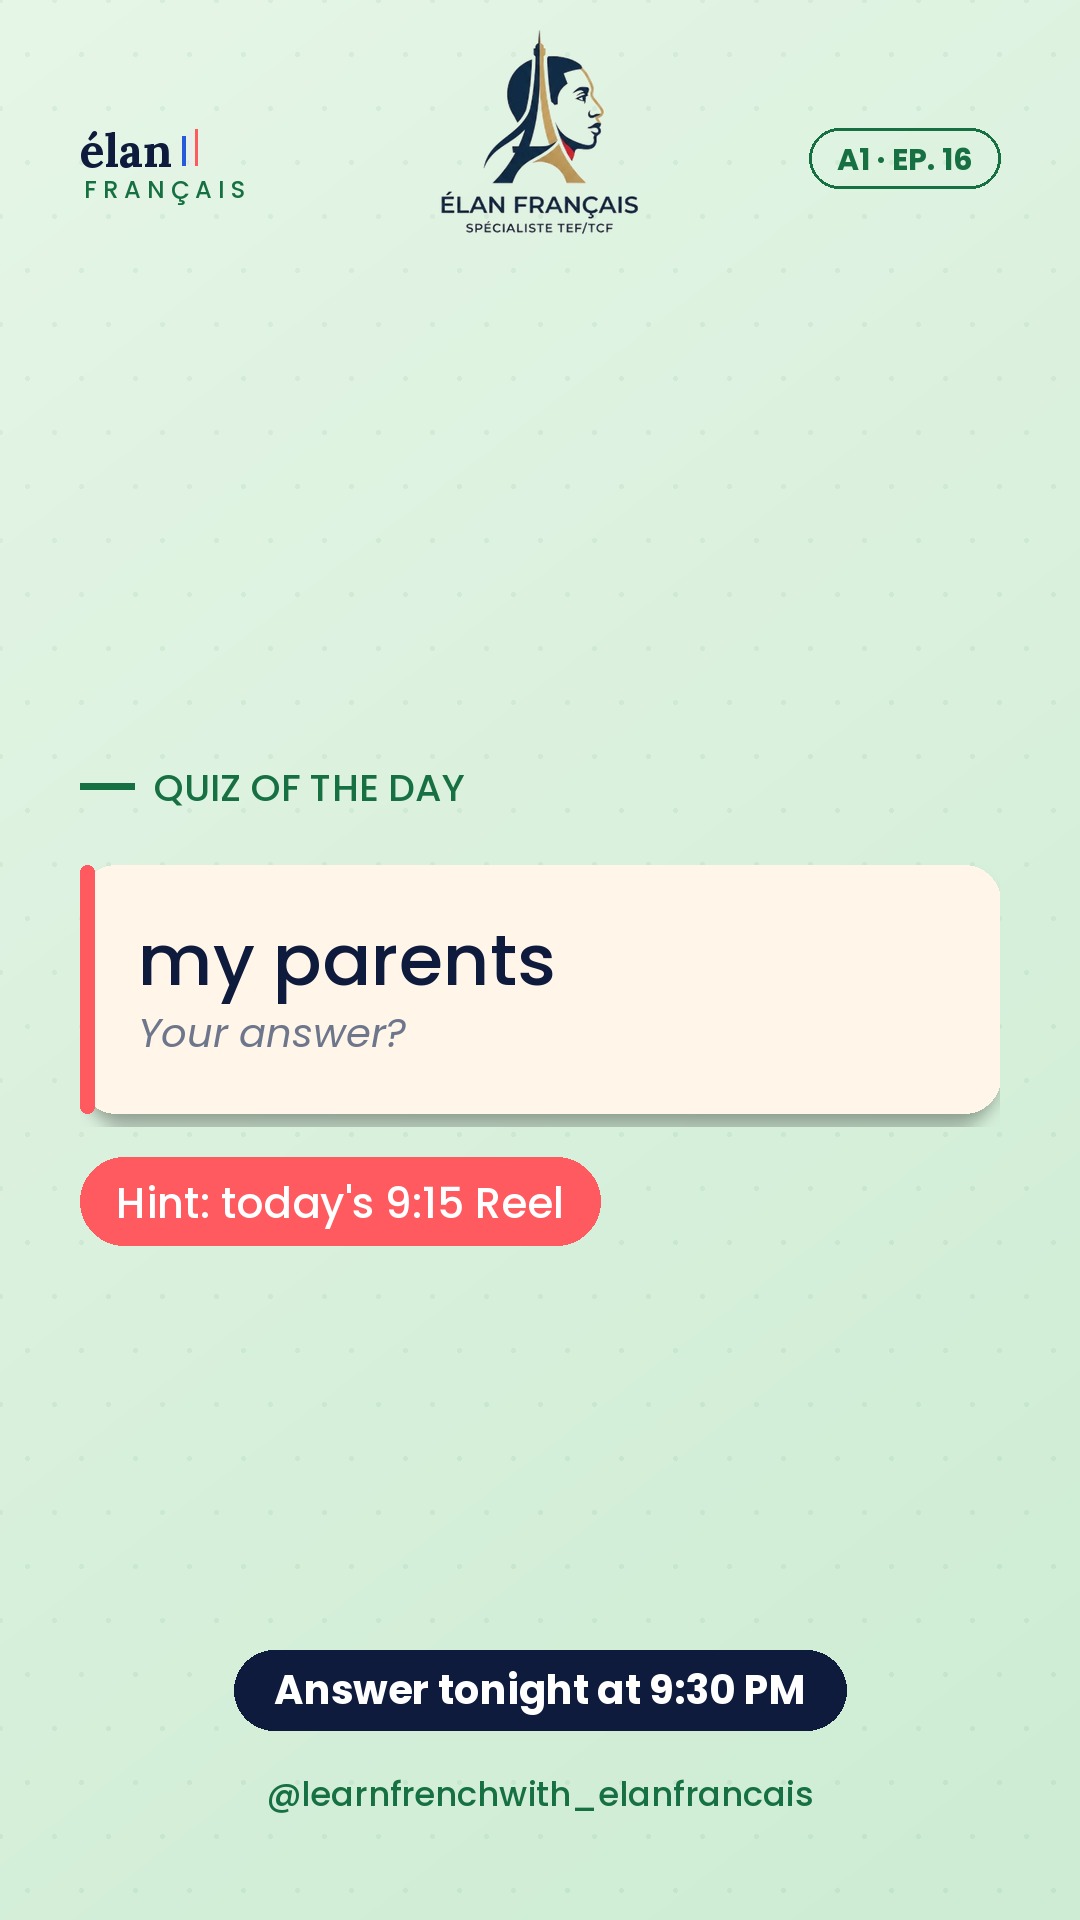 élan
FRANÇAIS
ÉLAN FRANÇAIS
SPÉCIALISTE TEF/TCF
A1 · EP. 16
QUIZ OF THE DAY
my parents
Your answer?
Hint: today's 9:15 Reel
Answer tonight at 9:30 PM
@learnfrenchwith_elanfrancais